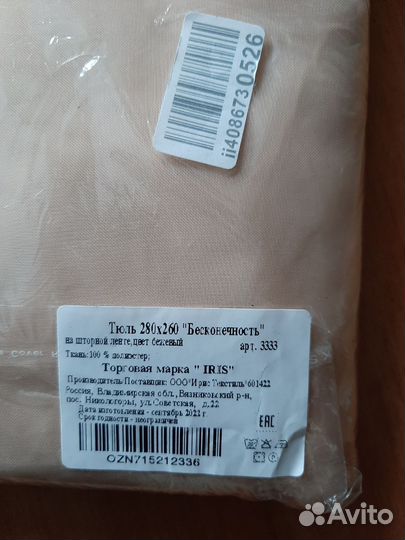 ii4086730526
Тюль 280х260 "Бесконечность"
на шторной ленте,цвет бежевый арт. 3333
Ткань:100 % полиэстер;
Торговая марка " IRIS"
Производитель/Поставщик: ООО"Ирис Текстиль"601422
Россия, Владимирская обл., Вязниковский р-н,
пос. Никологоры, ул.Советская, д.22
Дата изготовления - сентябрь 2021 г
Срок годности - неограничен
EAC
OZN715212336
Avito